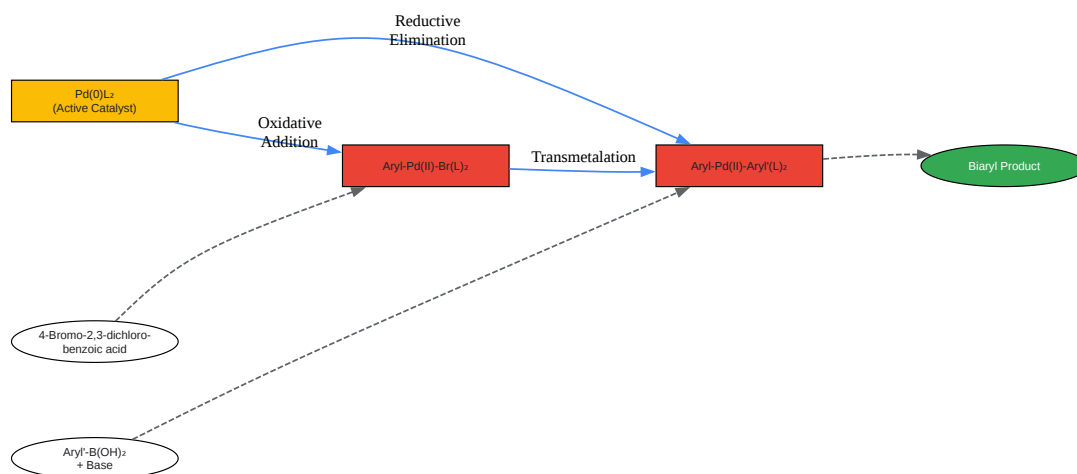 Reductive
Elimination
Pd(0)L₂
(Active Catalyst)
Oxidative
Addition
Aryl-Pd(II)-Br(L)₂
Transmetalation
Aryl-Pd(II)-Aryl'(L)₂
Biaryl Product
4-Bromo-2,3-dichloro-
benzoic acid
Aryl'-B(OH)₂
+ Base